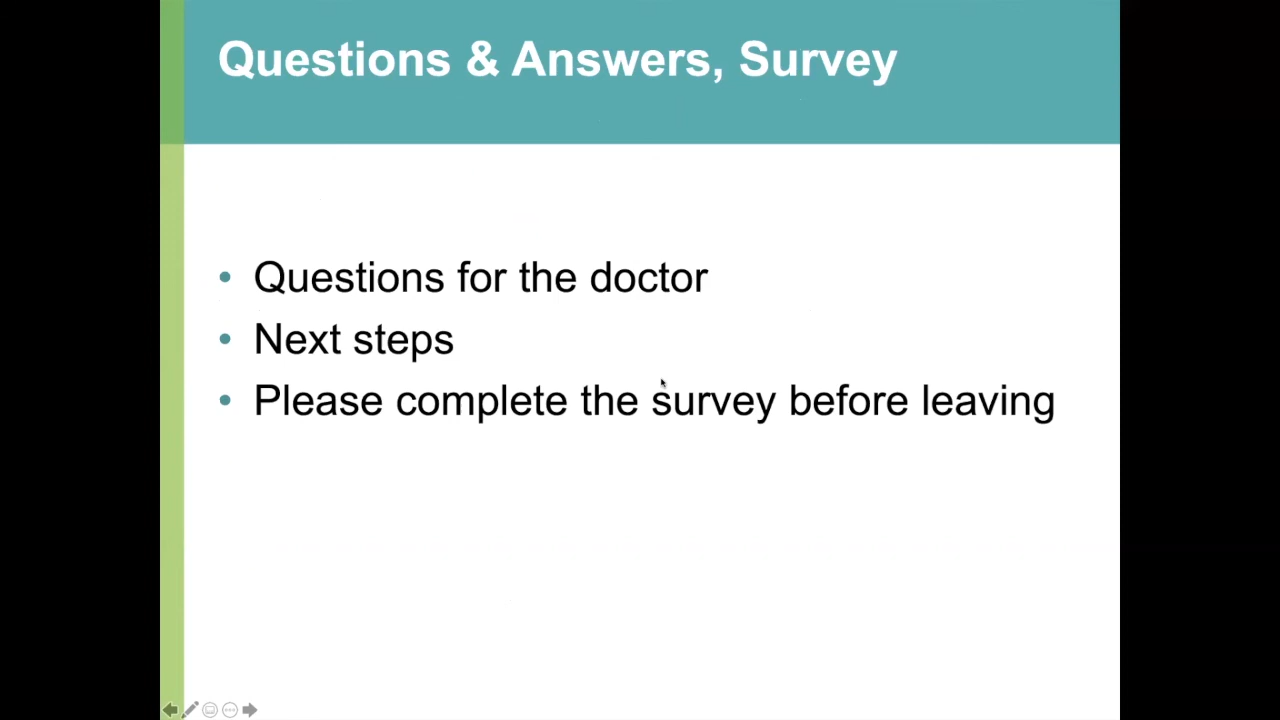 Questions & Answers, Survey
• Questions for the doctor
• Next steps
• Please complete the survey before leaving